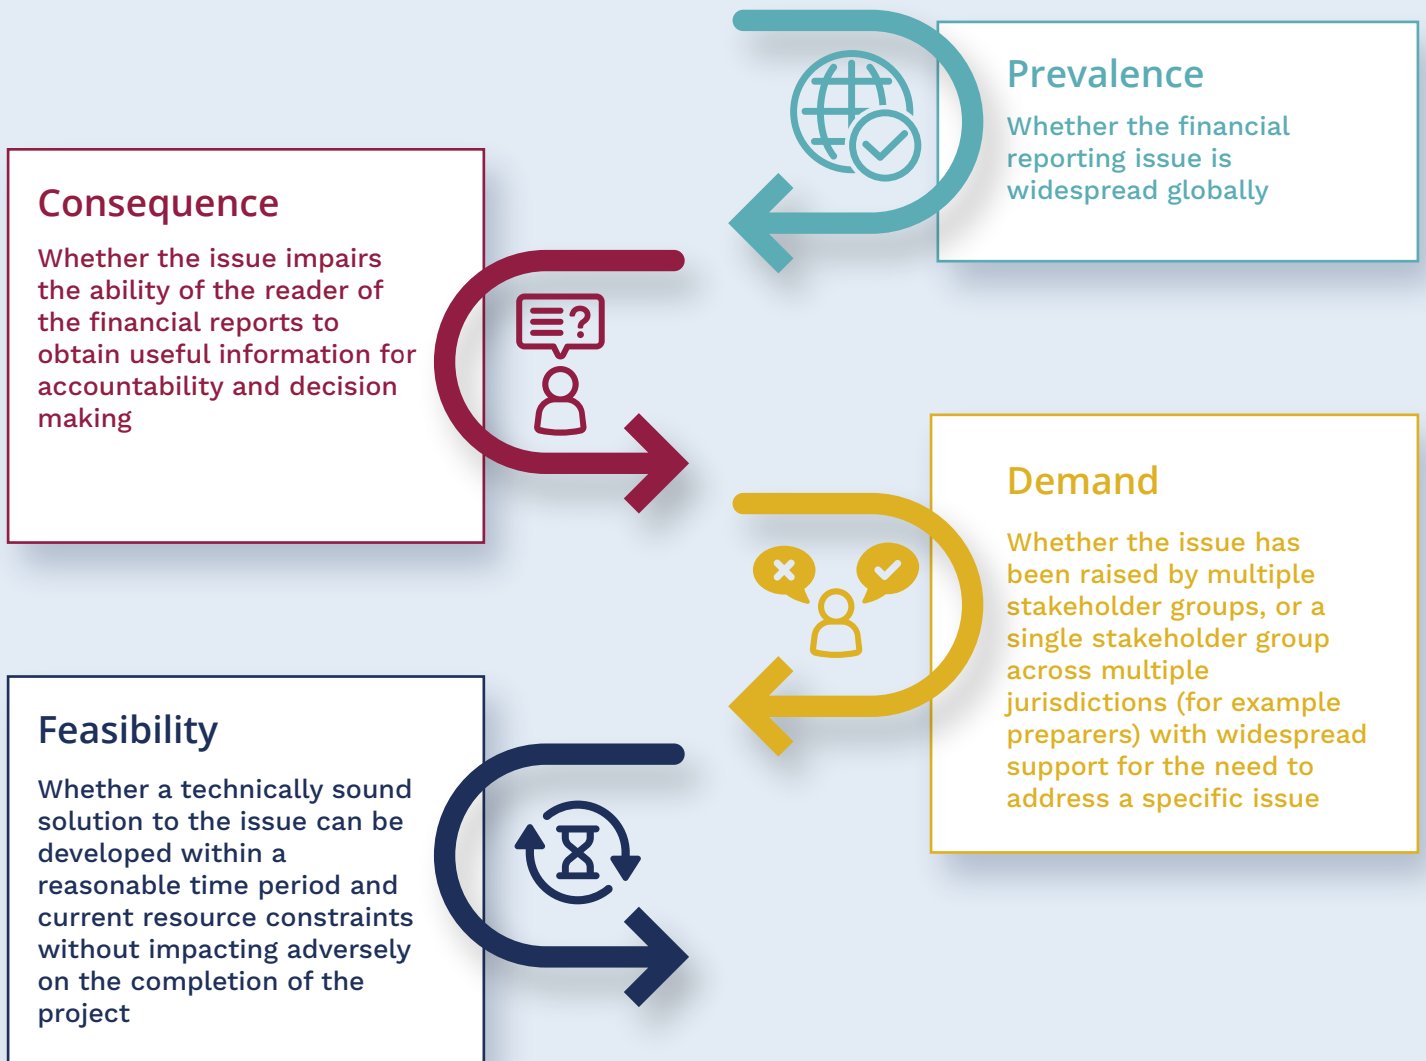 Prevalence
Whether the financial
reporting issue is
widespread globally
Consequence
Whether the issue impairs
the ability of the reader of
the financial reports to
obtain useful information for
accountability and decision
making
?
Demand
Whether the issue has
been raised by multiple
stakeholder groups, or a
single stakeholder group
across multiple
jurisdictions (for example
preparers) with widespread
support for the need to
address a specific issue
Feasibility
Whether a technically sound
solution to the issue can be
developed within a
reasonable time period and
current resource constraints
without impacting adversely
on the completion of the
project